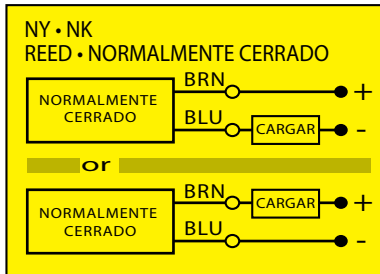 NY • NK
REED • NORMALMENTE CERRADO
BRN
+
NORMALMENTE
CERRADO
BLU
CARGAR
-
or
BRN
CARGAR
+
NORMALMENTE
CERRADO
BLU
-